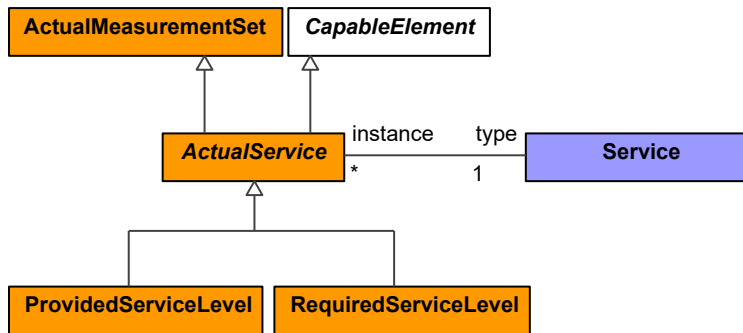 ActualMeasurementSet
CapableElement
instance
type
ActualService
Service
*
1
ProvidedServiceLevel
RequiredServiceLevel